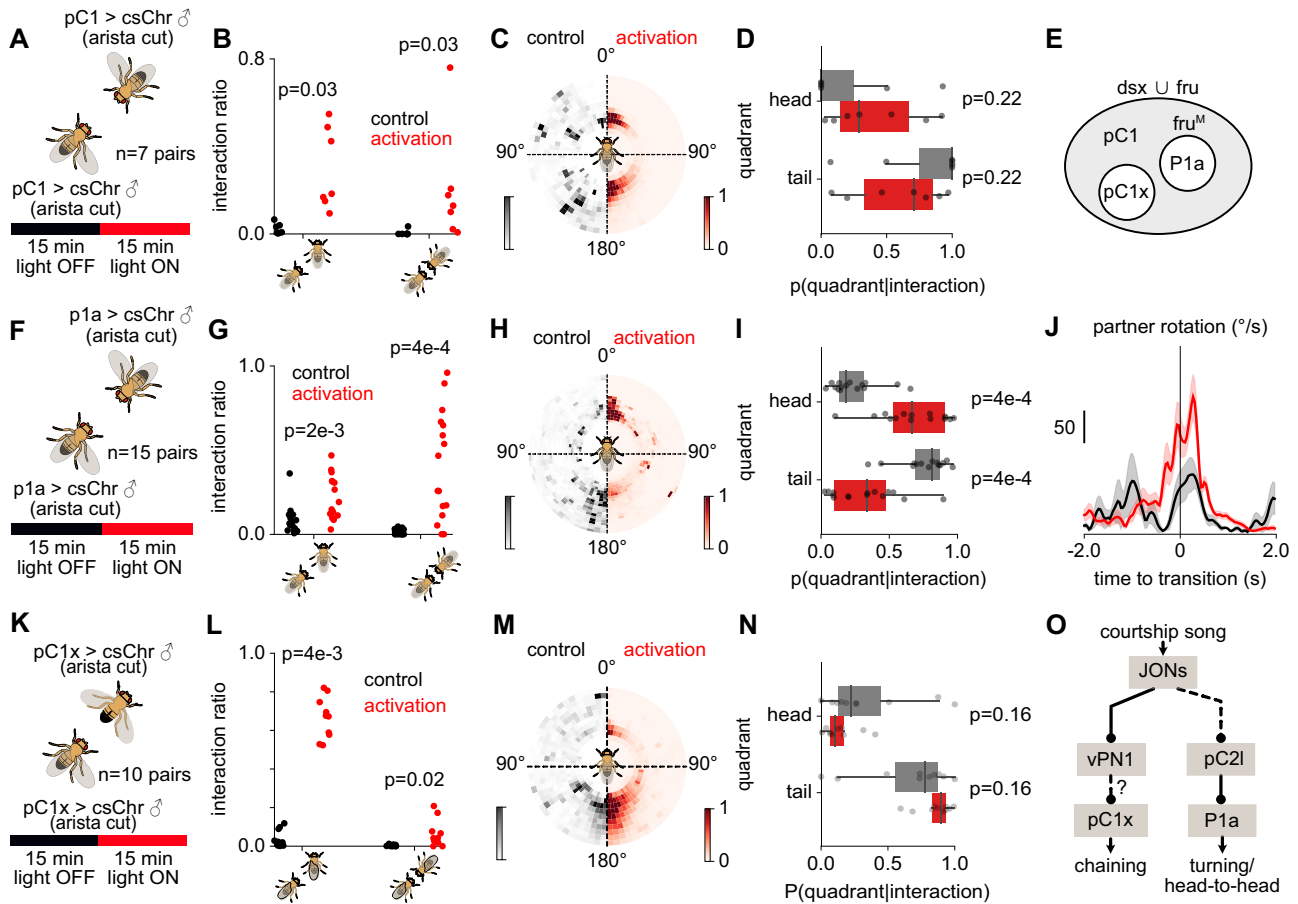 A
pC1 > csChr ♂
(arista cut)
n=7 pairs
pC1 > csChr ♂
(arista cut)
15 min
light OFF
15 min
light ON
B
interaction ratio
0.8
0.0
p=0.03
p=0.03
control
activation
C
control
activation
0°
90°
90°
180°
1
0
D
quadrant
head
tail
p=0.22
p=0.22
0.0
0.5
1.0
p(quadrant|interaction)
E
dsx ∪ fru
pC1
fruᴹ
P1a
pC1x
F
p1a > csChr ♂
(arista cut)
n=15 pairs
p1a > csChr ♂
(arista cut)
15 min
light OFF
15 min
light ON
G
interaction ratio
1.0
0.0
p=4e-4
control
activation
p=2e-3
H
control
activation
0°
90°
90°
180°
1
0
I
quadrant
head
tail
p=4e-4
p=4e-4
0.0
0.5
1.0
p(quadrant|interaction)
J
partner rotation (°/s)
50
-2.0
0
2.0
time to transition (s)
K
pC1x > csChr ♂
(arista cut)
n=10 pairs
pC1x > csChr ♂
(arista cut)
15 min
light OFF
15 min
light ON
L
interaction ratio
1.0
0.0
p=4e-3
control
activation
p=0.02
M
control
activation
0°
90°
90°
180°
1
0
N
quadrant
head
tail
p=0.16
p=0.16
0.0
0.5
1.0
P(quadrant|interaction)
O
courtship song
JONs
vPN1
pC2l
?
pC1x
P1a
chaining
turning/
head-to-head